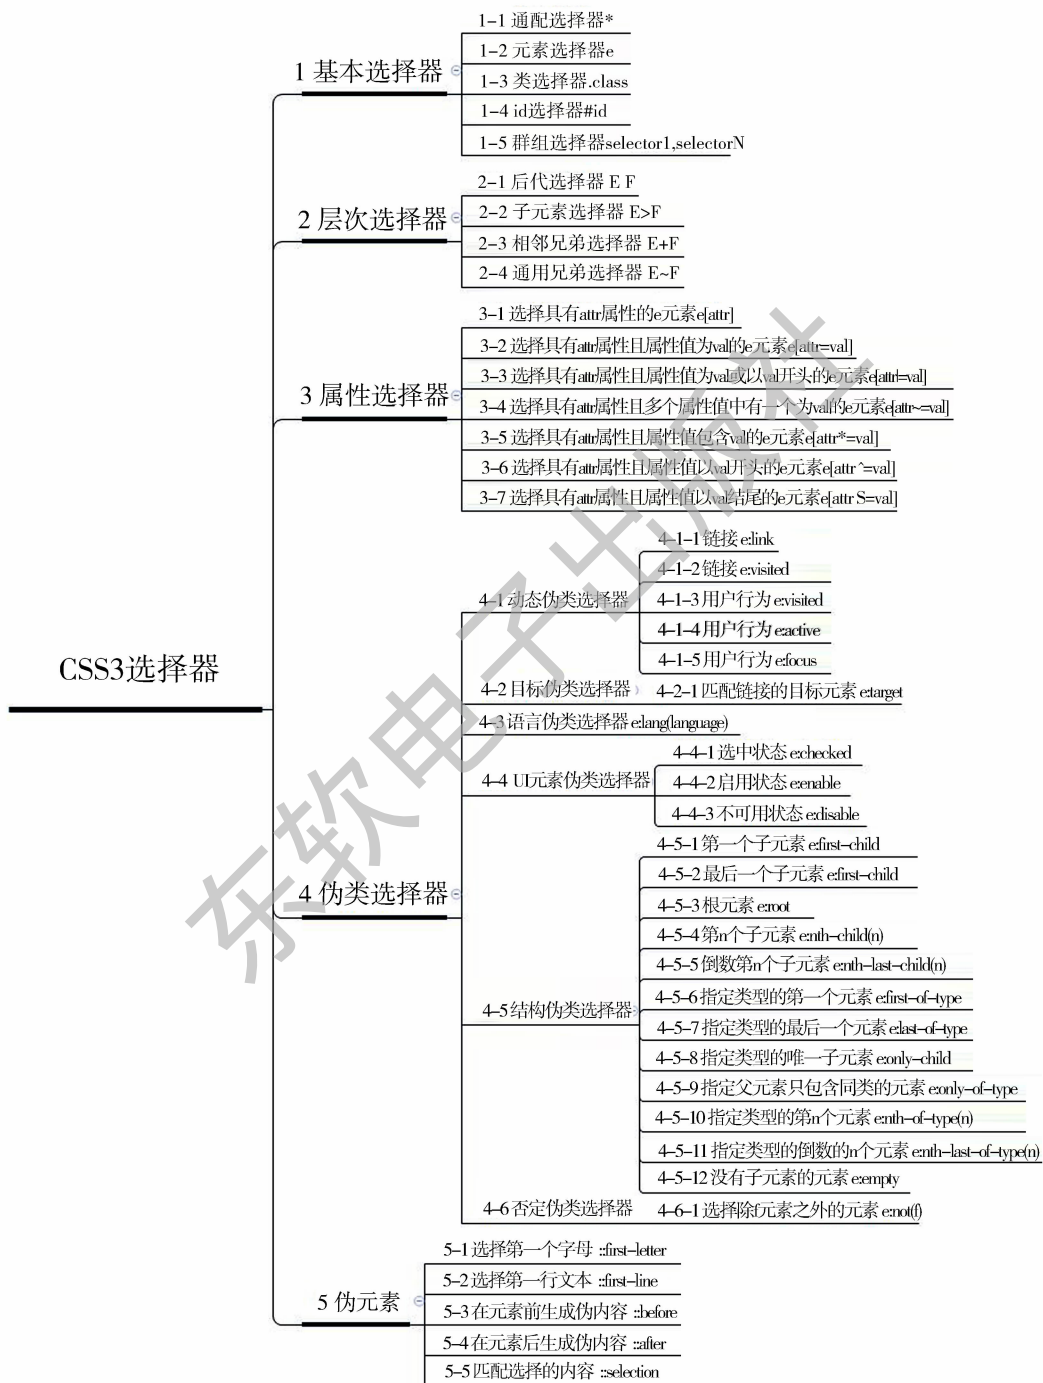 CSS3选择器
1 基本选择器
1-1 通配选择器*
1-2 元素选择器e
1-3 类选择器.class
1-4 id选择器#id
1-5 群组选择器selector1,selectorN
2 层次选择器
2-1 后代选择器 E F
2-2 子元素选择器 E>F
2-3 相邻兄弟选择器 E+F
2-4 通用兄弟选择器 E~F
3 属性选择器
3-1 选择具有attr属性的e元素e[attr]
3-2 选择具有attr属性且属性值为val的e元素e[attr=val]
3-3 选择具有attr属性且属性值为val或以val开头的e元素e[attr|=val]
3-4 选择具有attr属性且多个属性值中有一个为val的e元素e[attr~=val]
3-5 选择具有attr属性且属性值包含val的e元素e[attr*=val]
3-6 选择具有attr属性且属性值以val开头的e元素e[attr ^=val]
3-7 选择具有attr属性且属性值以val结尾的e元素e[attr S=val]
4 伪类选择器
4-1动态伪类选择器
4-1-1链接 e:link
4-1-2链接 e:visited
4-1-3用户行为 e:visited
4-1-4用户行为 e:active
4-1-5用户行为 e:focus
4-2目标伪类选择器
4-2-1匹配链接的目标元素 e:target
4-3语言伪类选择器 e:lang(language)
4-4 UI元素伪类选择器
4-4-1选中状态 e:checked
4-4-2启用状态 e:enable
4-4-3不可用状态 e:disable
4-5结构伪类选择器
4-5-1第一个子元素 e:first-child
4-5-2最后一个子元素 e:first-child
4-5-3根元素 e:root
4-5-4第n个子元素 e:nth-child(n)
4-5-5倒数第n个子元素 e:nth-last-child(n)
4-5-6指定类型的第一个元素 e:first-of-type
4-5-7指定类型的最后一个元素 e:last-of-type
4-5-8指定类型的唯一子元素 e:only-child
4-5-9指定父元素只包含同类的元素 e:only-of-type
4-5-10指定类型的第n个元素 e:nth-of-type(n)
4-5-11指定类型的倒数的n个元素 e:nth-last-of-type(n)
4-5-12没有子元素的元素 e:empty
4-6否定伪类选择器
4-6-1选择除f元素之外的元素 e:not(f)
5 伪元素
5-1选择第一个字母 ::first-letter
5-2选择第一行文本 ::first-line
5-3在元素前生成伪内容 ::before
5-4在元素后生成伪内容 ::after
5-5匹配选择的内容 ::selection
东软电子出版社